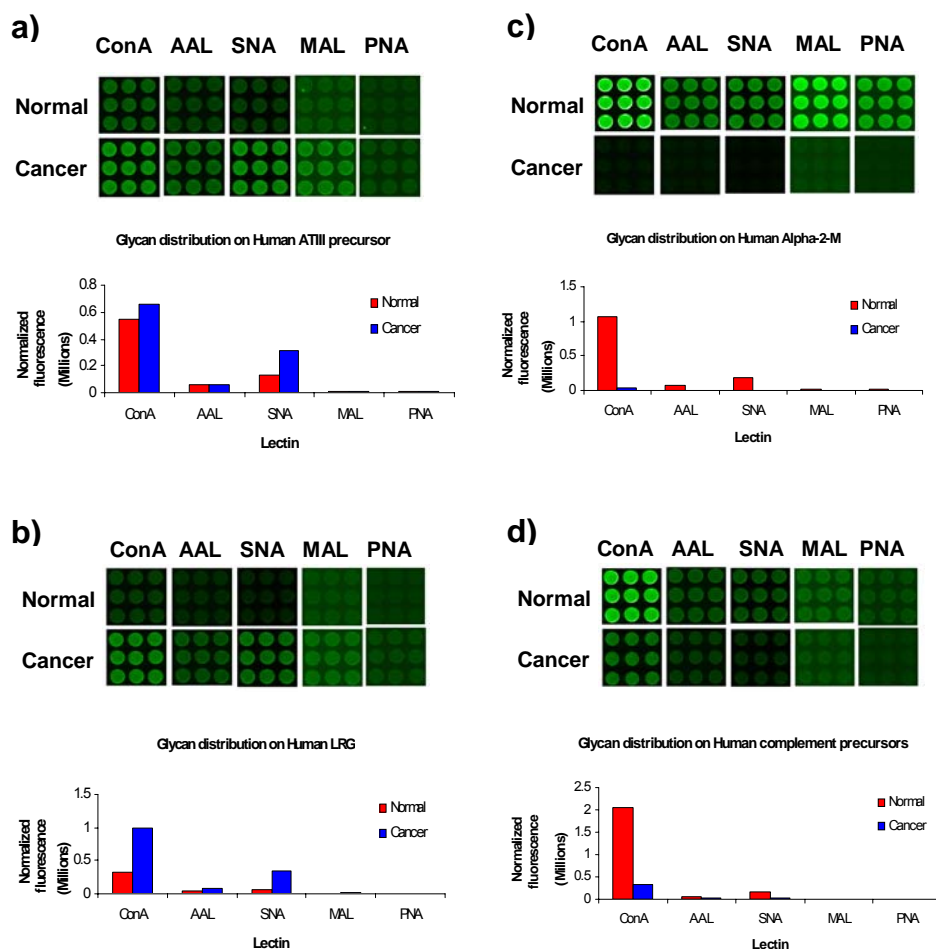 a)
ConA AAL SNA MAL PNA
Normal
Cancer
Glycan distribution on Human ATIII precursor
Normalized
fluorescence
(Millions)
0.8
0.6
0.4
0.2
0
Normal
Cancer
ConA AAL SNA MAL PNA
Lectin
b)
ConA AAL SNA MAL PNA
Normal
Cancer
Glycan distribution on Human LRG
Normalized
fluorescence
(Millions)
1.5
1
0.5
0
Normal
Cancer
ConA AAL SNA MAL PNA
Lectin
c)
ConA AAL SNA MAL PNA
Normal
Cancer
Glycan distribution on Human Alpha-2-M
Normalized
fluorescence
(Millions)
1.5
1
0.5
0
Normal
Cancer
ConA AAL SNA MAL PNA
Lectin
d)
ConA AAL SNA MAL PNA
Normal
Cancer
Glycan distribution on Human complement precursors
Normalized
fluorescence
(Millions)
2.5
2
1.5
1
0.5
0
Normal
Cancer
ConA AAL SNA MAL PNA
Lectin